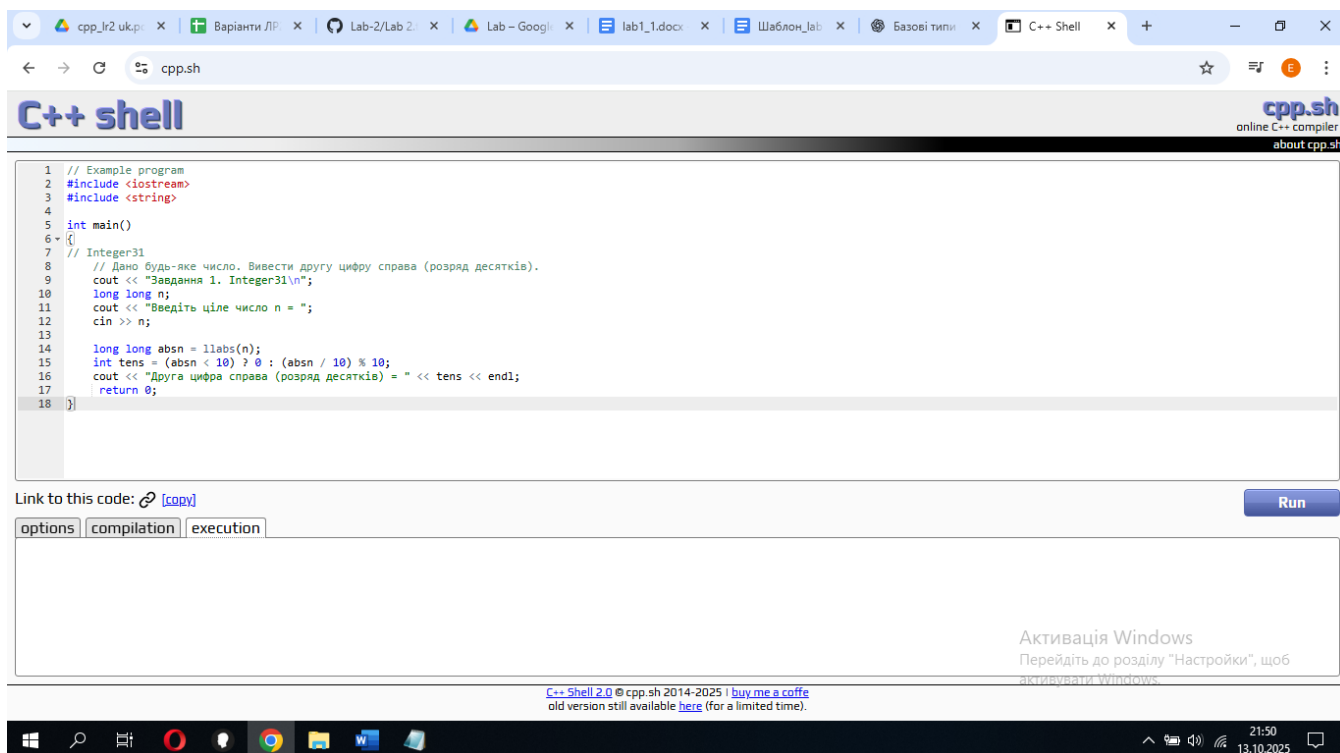 cpp_lr2 uk.p
Варіанти ЛР
Lab-2/Lab 2.
Lab – Google
lab1_1.docx
Шаблон_lab
Базові типи
C++ Shell
cpp.sh
E
C++ shell
cpp.sh
online C++ compiler
about cpp.sh
1 // Example program
2 #include <iostream>
3 #include <string>
4
5 int main()
6 {
7 // Integer31
8 // Дано будь-яке число. Вивести другу цифру справа (розряд десятків).
9 cout << "Завдання 1. Integer31\n";
10 long long n;
11 cout << "Введіть ціле число n = ";
12 cin >> n;
13
14 long long absn = llabs(n);
15 int tens = (absn < 10) ? 0 : (absn / 10) % 10;
16 cout << "Друга цифра справа (розряд десятків) = " << tens << endl;
17 return 0;
18 }
Link to this code: [copy]
Run
options compilation execution
Активація Windows
Перейдіть до розділу "Настройки", щоб
активувати Windows.
C++ Shell 2.0 © cpp.sh 2014-2025 | buy me a coffe
old version still available here (for a limited time).
21:50
13.10.2025